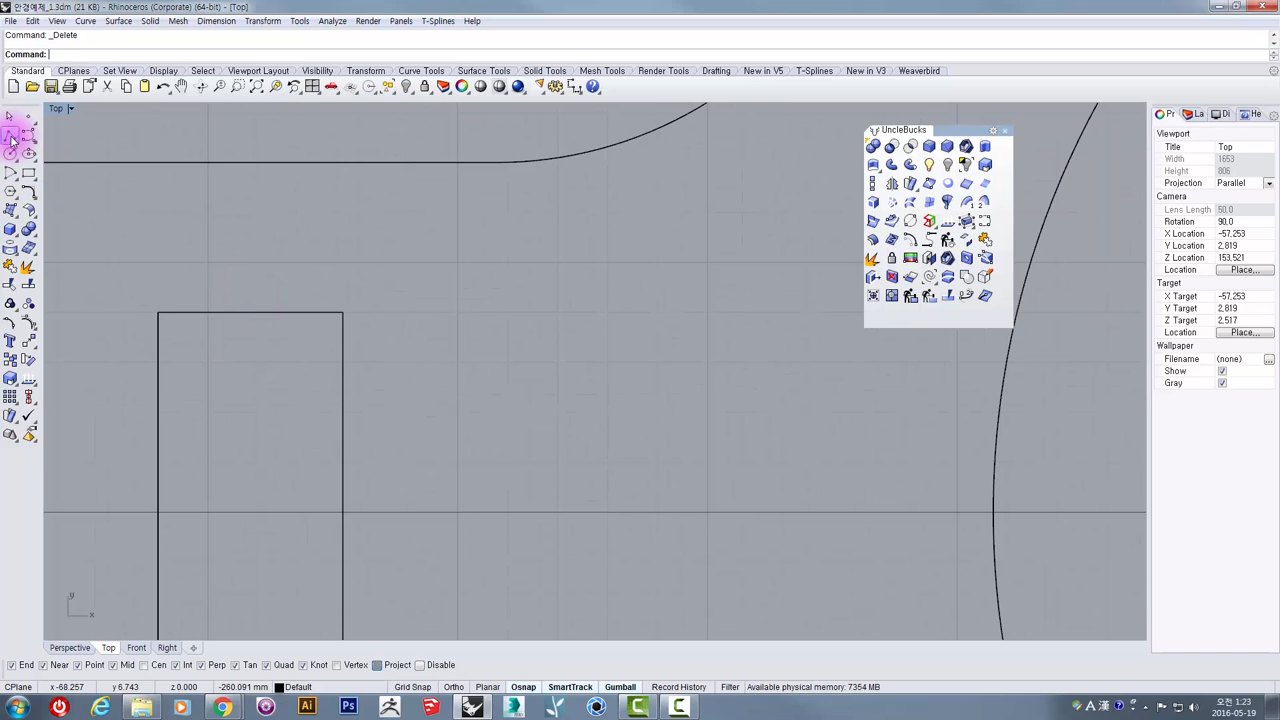 안경예제_1.3dm (21 KB) - Rhinoceros (Corporate) (64-bit) - [Top]
File Edit View Curve Surface Solid Mesh Dimension Transform Tools Analyze Render Panels T-Splines Help
Command: _Delete
Command:
Standard CPlanes Set View Display Select Viewport Layout Visibility Transform Curve Tools Surface Tools Solid Tools Mesh Tools Render Tools Drafting New in V5 T-Splines New in V3 Weaverbird
Top
UncleBucks
Pr La Di He
Viewport
Title Top
Width 1653
Height 806
Projection Parallel
Camera
Lens Length 50,0
Rotation 90,0
X Location -57,253
Y Location 2,819
Z Location 153,521
Location Place...
Target
X Target -57,253
Y Target 2,819
Z Target 2,517
Location Place...
Wallpaper
Filename (none)
Show
Gray
y
x
Perspective Top Front Right
End Near Point Mid Cen Int Perp Tan Quad Knot Vertex Project Disable
CPlane x -68.257 y 6.743 z 0.000 -260.091 mm Default Grid Snap Ortho Planar Osnap SmartTrack Gumball Record History Filter Available physical memory: 7354 MB
Ai Ps A 漢 오전 1:23
2016-05-19